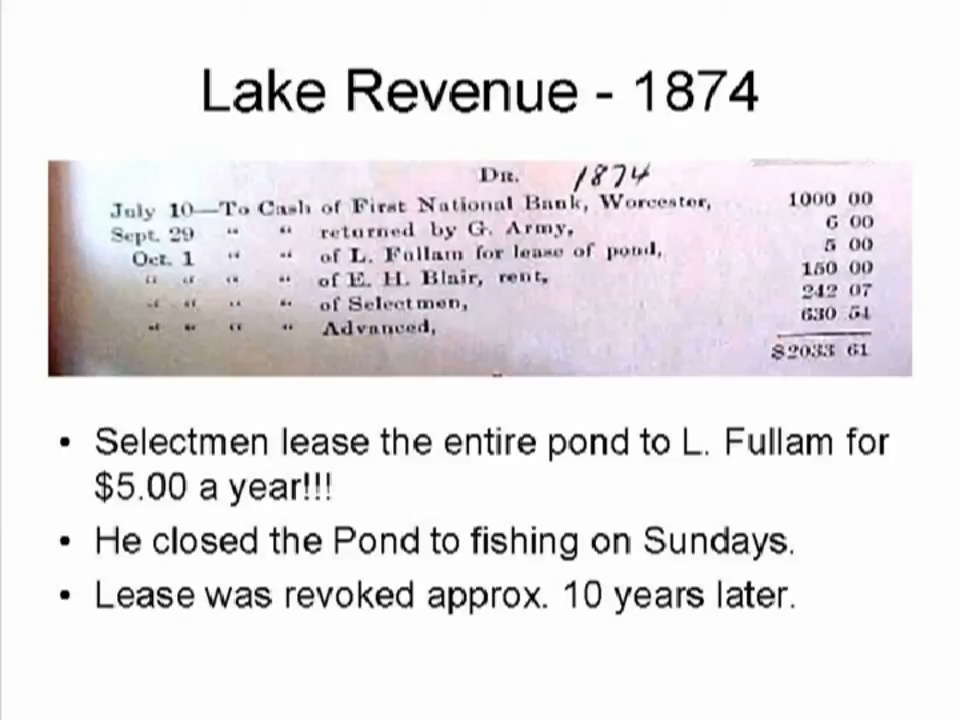 Lake Revenue - 1874
DR. 1874
July 10—To Cash of First National Bank, Worcester, 1000 00
Sept. 29 “ “ returned by G. Army, 6 00
Oct. 1 “ “ of L. Fullam for lease of pond, 5 00
“ “ “ “ of E. H. Blair, rent, 150 00
“ “ “ “ of Selectmen, 242 07
“ “ “ “ Advanced, 630 54
$2033 61
• Selectmen lease the entire pond to L. Fullam for
$5.00 a year!!!
• He closed the Pond to fishing on Sundays.
• Lease was revoked approx. 10 years later.